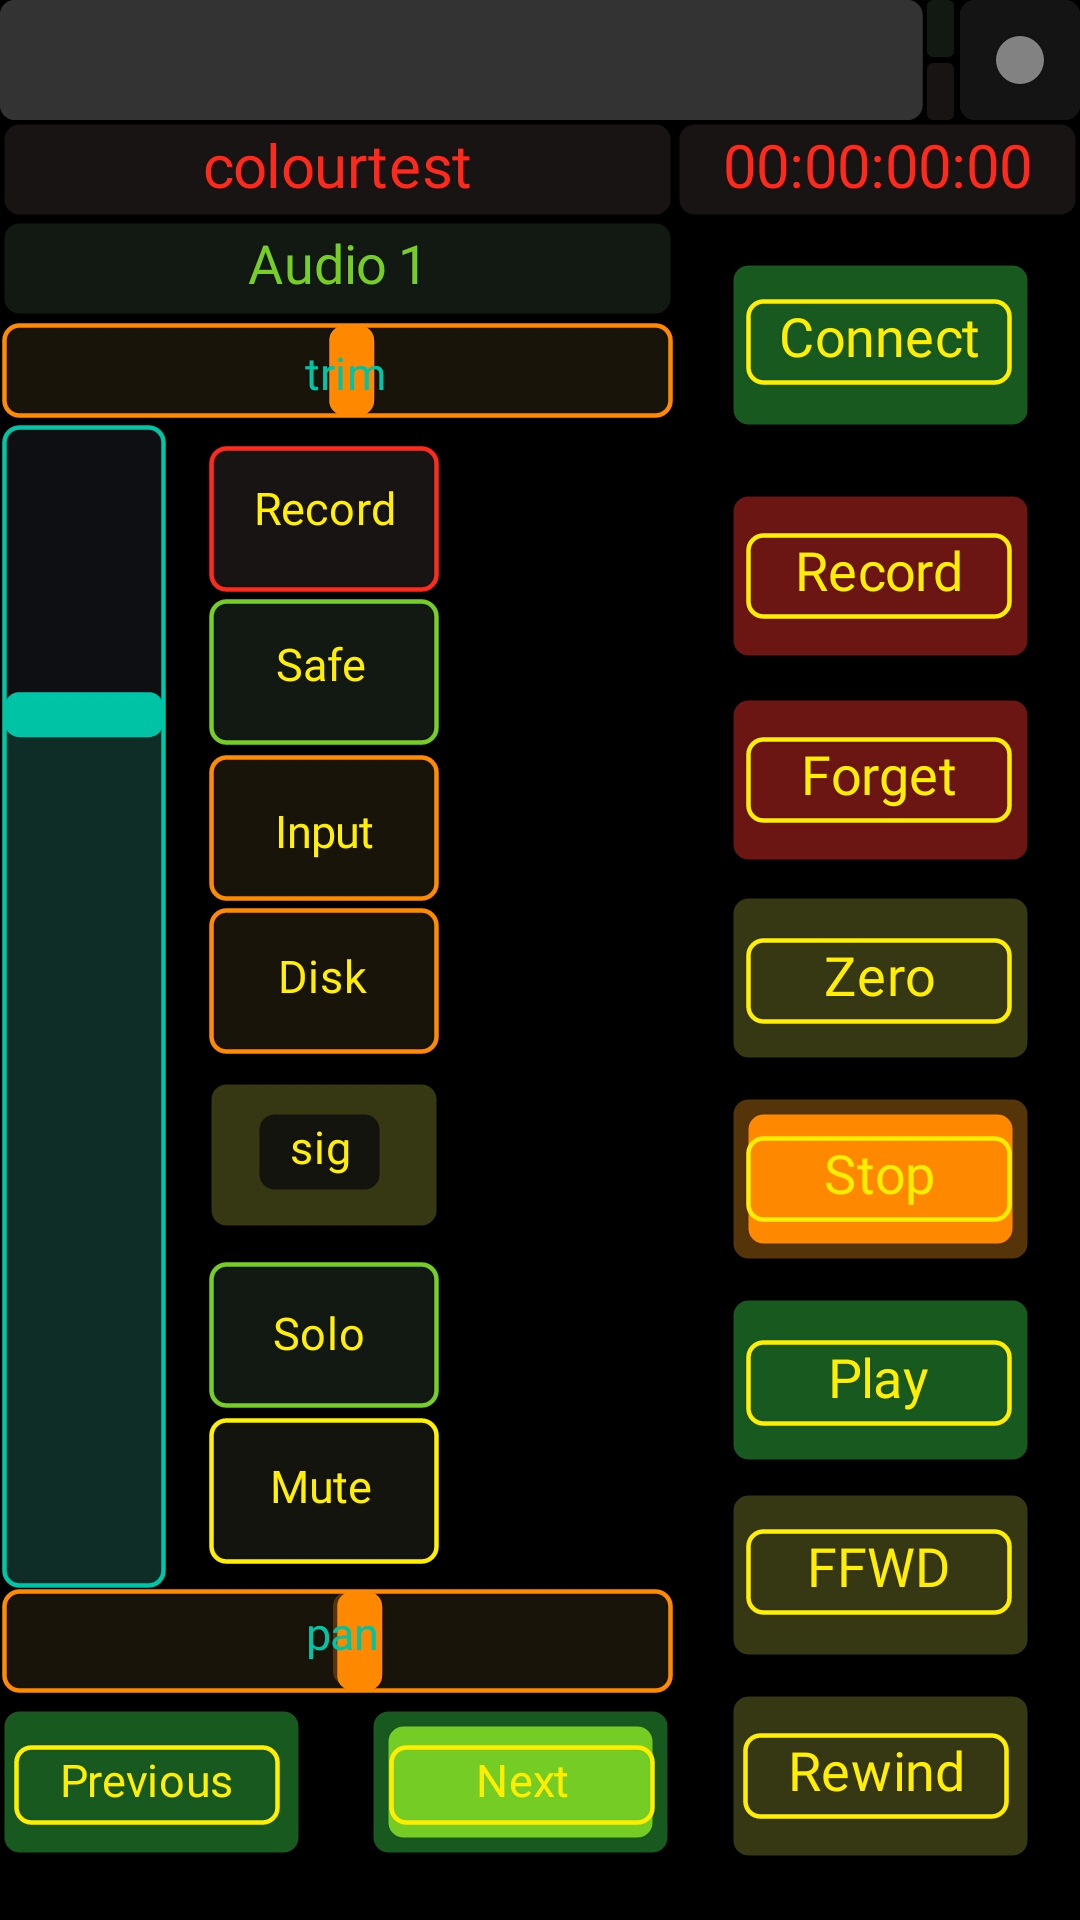 colourtest
00:00:00:00
Audio 1
Connect
trim
Record
Record
Safe
Forget
Input
Disk
Zero
sig
Stop
Solo
Play
Mute
FFWD
pan
Previous
Next
Rewind